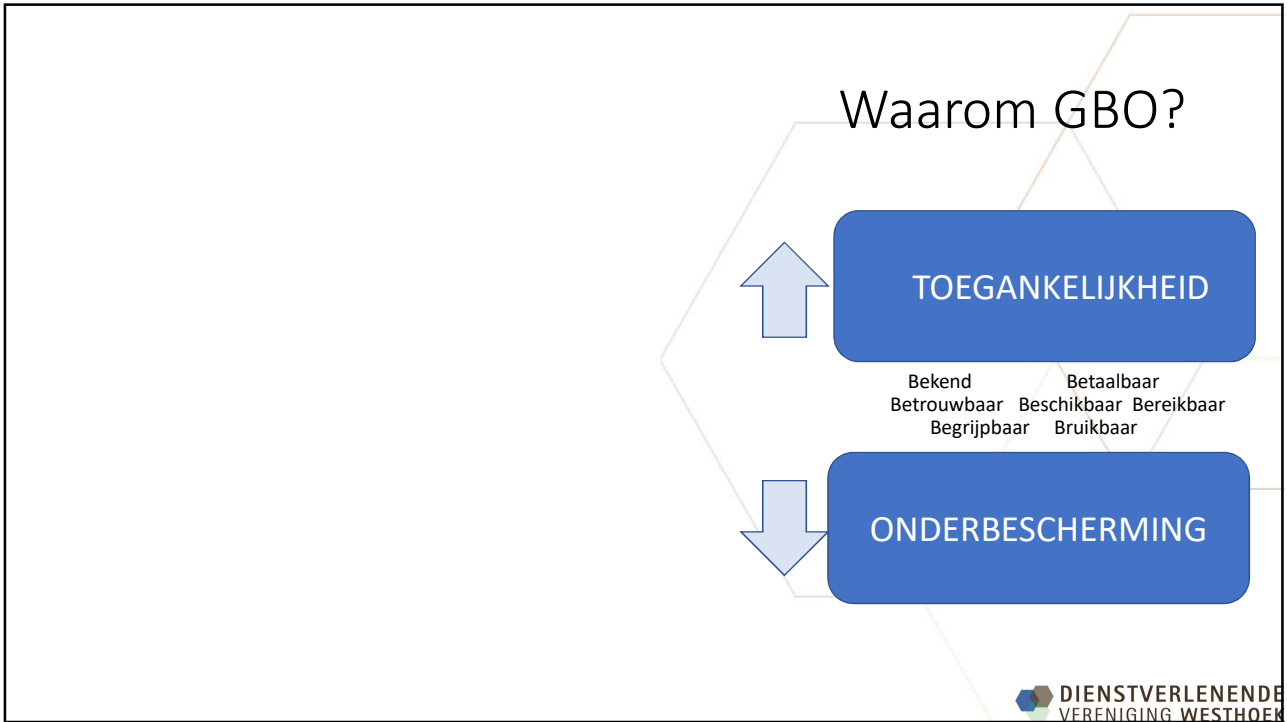 Waarom GBO?
TOEGANKELIJKHEID
Bekend Betaalbaar
Betrouwbaar Beschikbaar Bereikbaar
Begrijpbaar Bruikbaar
ONDERBESCHERMING
DIENSTVERLENENDE
VERENIGING WESTHOEK